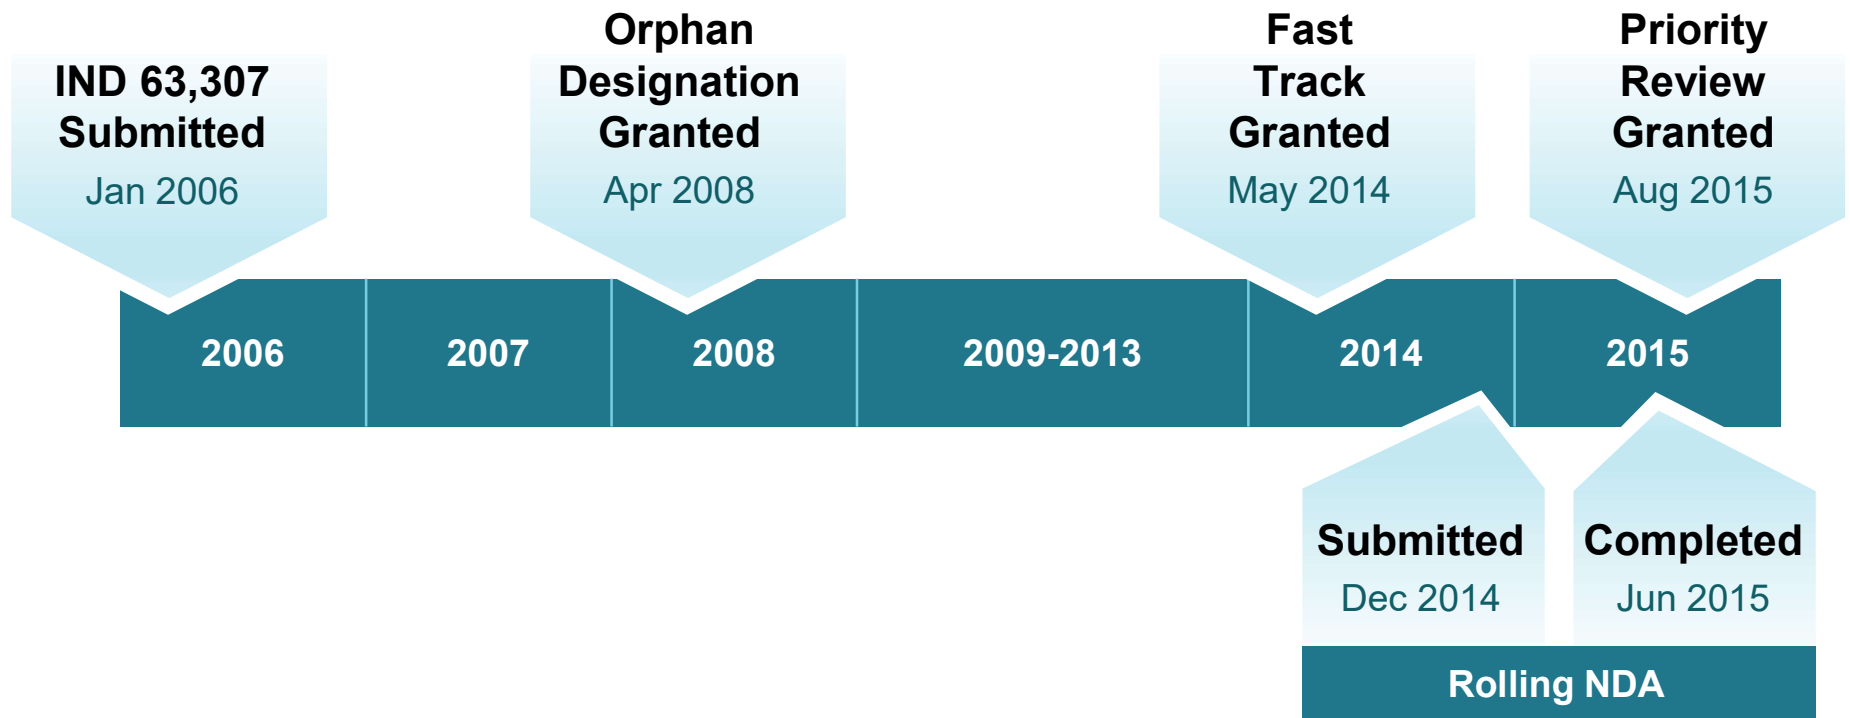 IND 63,307
Submitted
Jan 2006
Orphan
Designation
Granted
Apr 2008
Fast
Track
Granted
May 2014
Priority
Review
Granted
Aug 2015
2006
2007
2008
2009-2013
2014
2015
Submitted
Dec 2014
Completed
Jun 2015
Rolling NDA